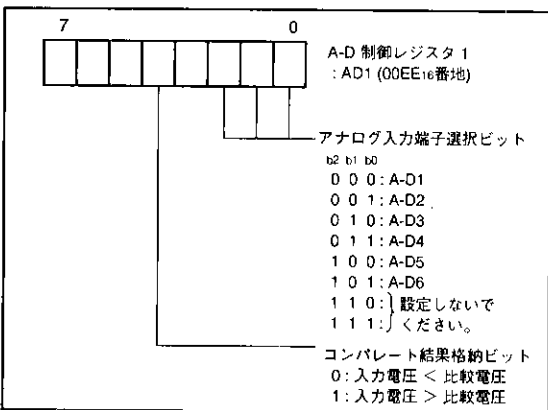 7 0
A-D 制御レジスタ 1
: AD1 (00EE16番地)
アナログ入力端子選択ビット
b2 b1 b0
0 0 0 : A-D1
0 0 1 : A-D2
0 1 0 : A-D3
0 1 1 : A-D4
1 0 0 : A-D5
1 0 1 : A-D6
1 1 0 : } 設定しないで
1 1 1 : } ください。
コンパレート結果格納ビット
0 : 入力電圧 < 比較電圧
1 : 入力電圧 > 比較電圧